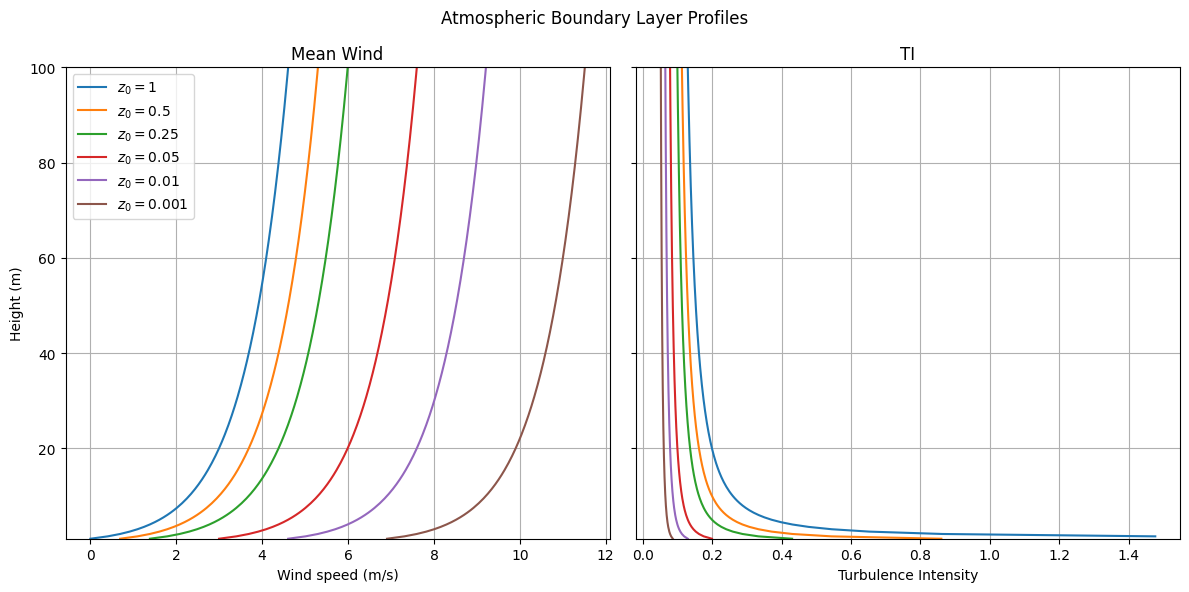 Atmospheric Boundary Layer Profiles
Mean Wind
z₀ = 1
z₀ = 0.5
z₀ = 0.25
z₀ = 0.05
z₀ = 0.01
z₀ = 0.001
100
80
60
40
20
Height (m)
0 2 4 6 8 10 12
Wind speed (m/s)
TI
0.0 0.2 0.4 0.6 0.8 1.0 1.2 1.4
Turbulence Intensity